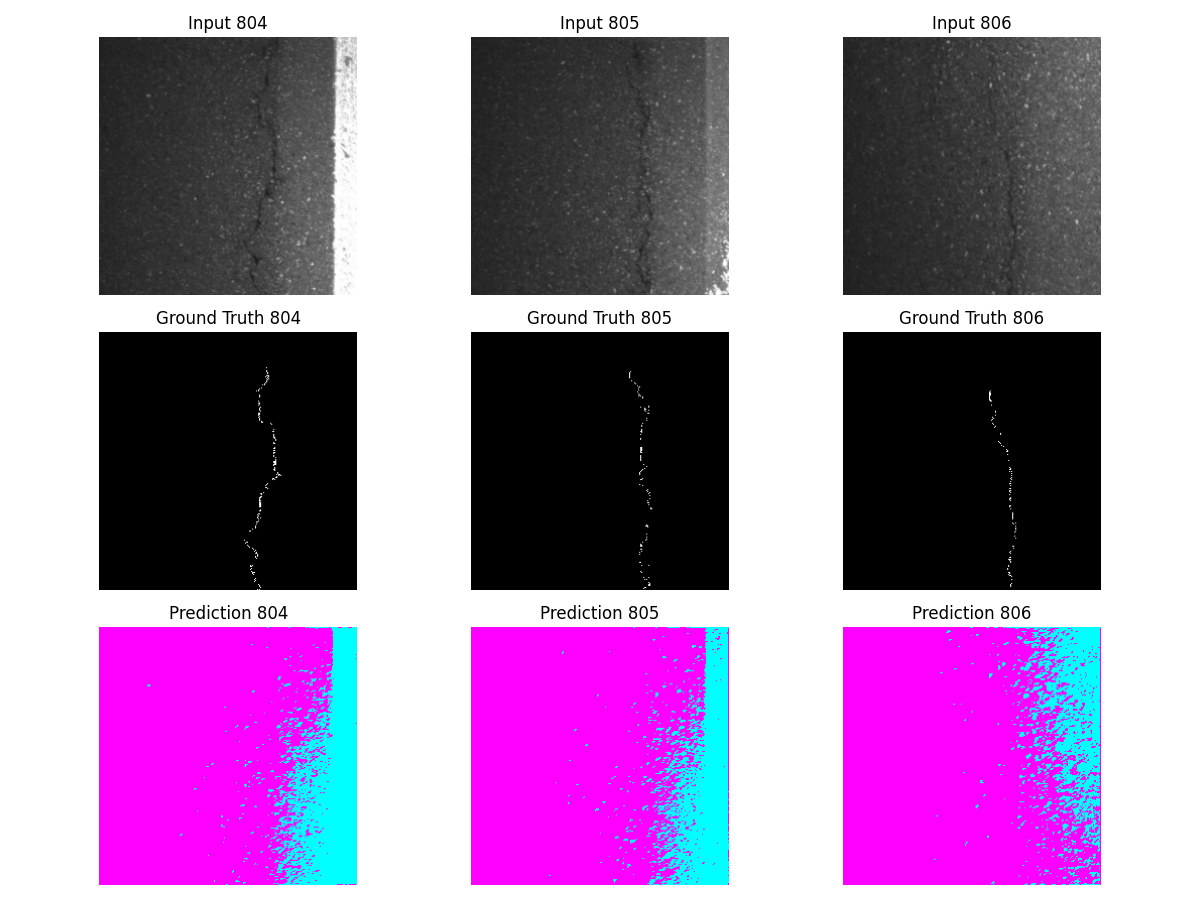 Input 804
Input 805
Input 806
Ground Truth 804
Ground Truth 805
Ground Truth 806
Prediction 804
Prediction 805
Prediction 806